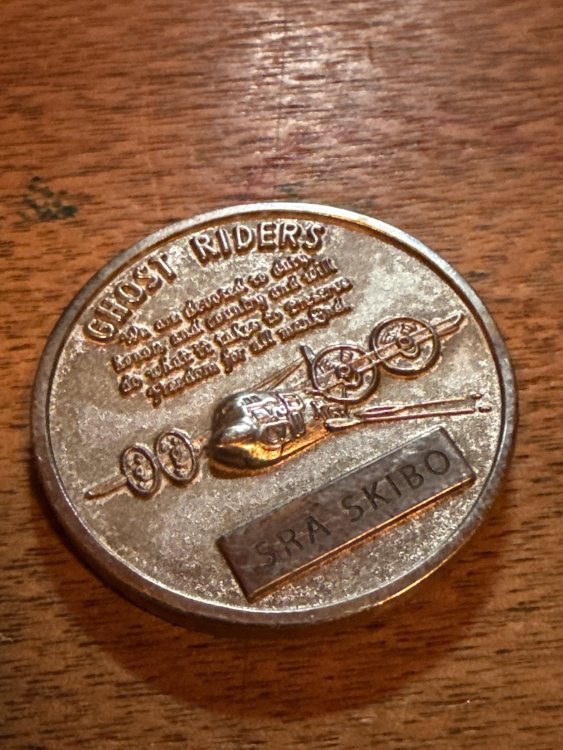 GHOST RIDERS
We are devoted to duty,
honor, and country and will
do what it takes to preserve
freedom for all mankind.
SRA SKIBO